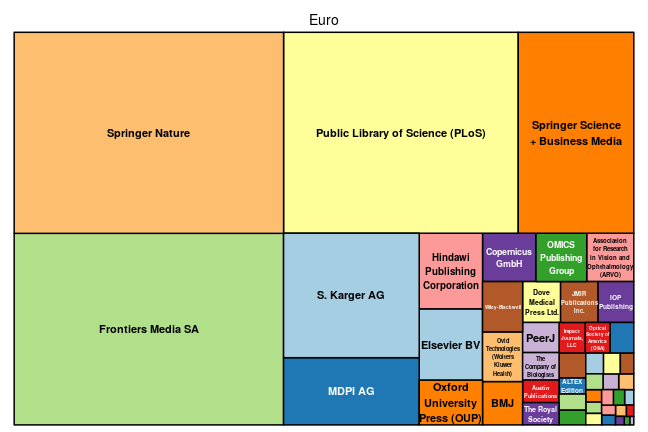 Euro
Springer Nature
Public Library of Science (PLoS)
Springer Science
+ Business Media
Frontiers Media SA
S. Karger AG
MDPI AG
Hindawi
Publishing
Corporation
Elsevier BV
Oxford
University
Press (OUP)
Copernicus
GmbH
OMICS
Publishing
Group
Association
for Research
in Vision and
Ophthalmology
(ARVO)
Wiley-Blackwell
Dove
Medical
Press Ltd.
JMIR
Publications
Inc.
IOP
Publishing
Ovid
Technologies
(Wolters
Kluwer
Health)
BMJ
PeerJ
Impact
Journals,
LLC
Optical
Society of
America
(OSA)
The
Company of
Biologists
Austin
Publications
The Royal
Society
ALTEX
Edition